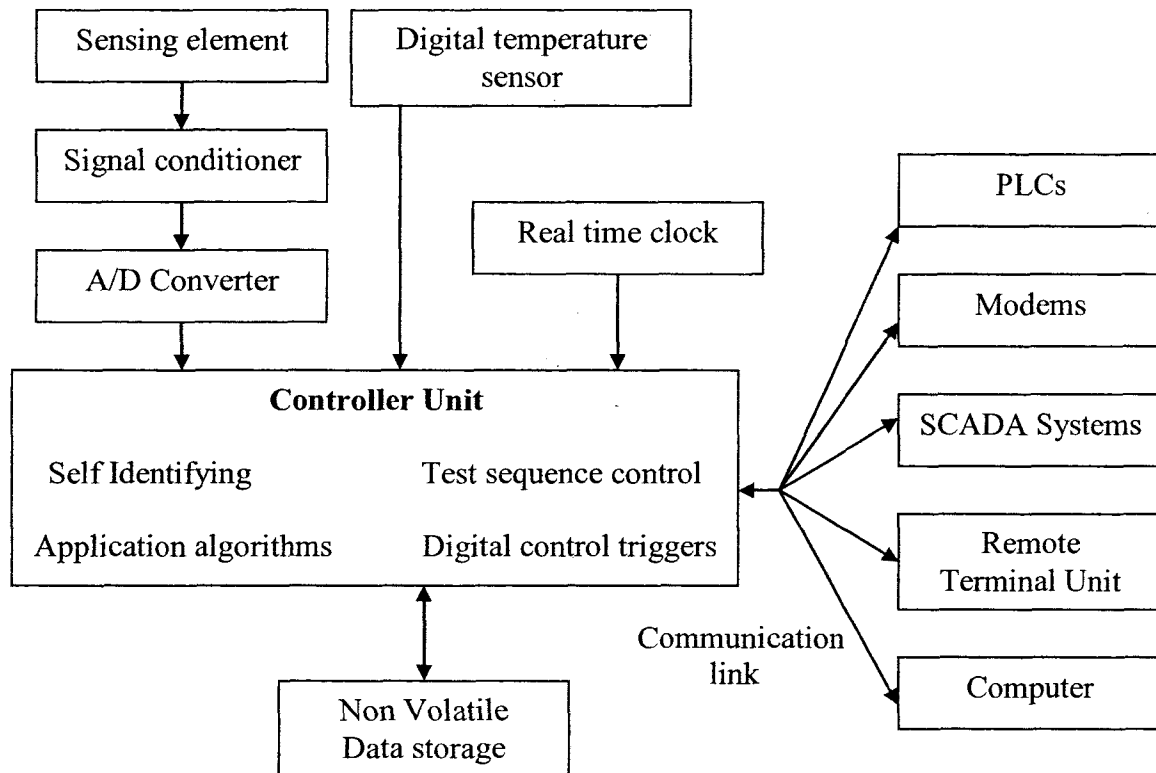 Sensing element
Digital temperature
sensor
Signal conditioner
A/D Converter
Real time clock
Controller Unit
Self Identifying
Test sequence control
Application algorithms
Digital control triggers
Non Volatile
Data storage
Communication
link
PLCs
Modems
SCADA Systems
Remote
Terminal Unit
Computer